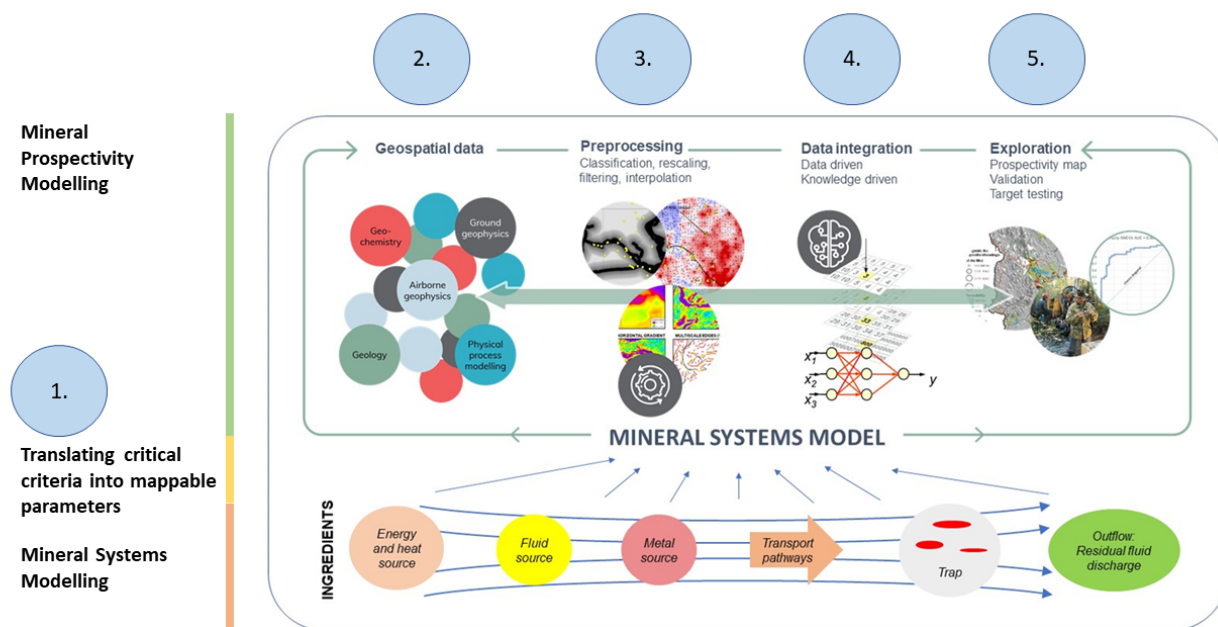 2.
3.
4.
5.
Mineral
Prospectivity
Modelling
Geospatial data
Geo-
chemistry
Ground
geophysics
Airborne
geophysics
Geology
Physical
process
modelling
Preprocessing
Classification, rescaling,
filtering, interpolation
HORIZONTAL GRADIENT
MULTISCALE EDGES
Data integration
Data driven
Knowledge driven
x1
x2
x3
y
Exploration
Prospectivity map
Validation
Target testing
1.
Translating critical
criteria into mappable
parameters
Mineral Systems
Modelling
MINERAL SYSTEMS MODEL
INGREDIENTS
Energy
and heat
source
Fluid
source
Metal
source
Transport
pathways
Trap
Outflow:
Residual fluid
discharge